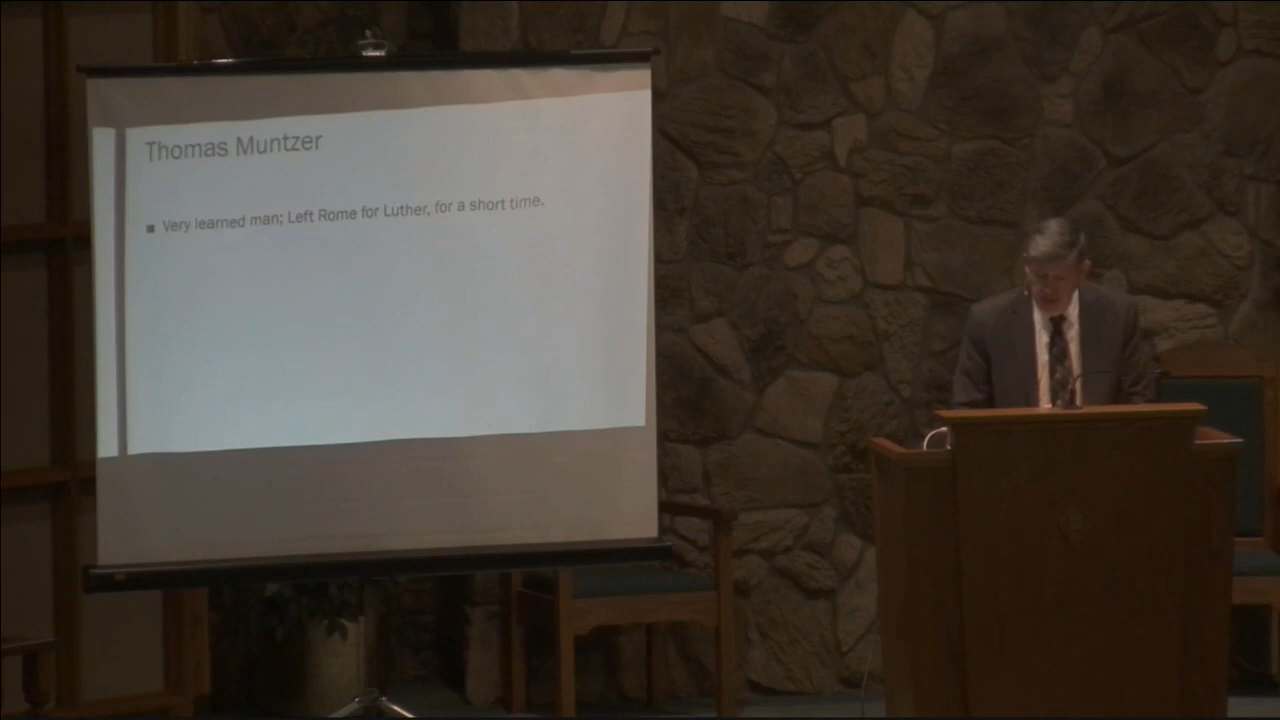 Thomas Muntzer
■ Very learned man; Left Rome for Luther, for a short time.